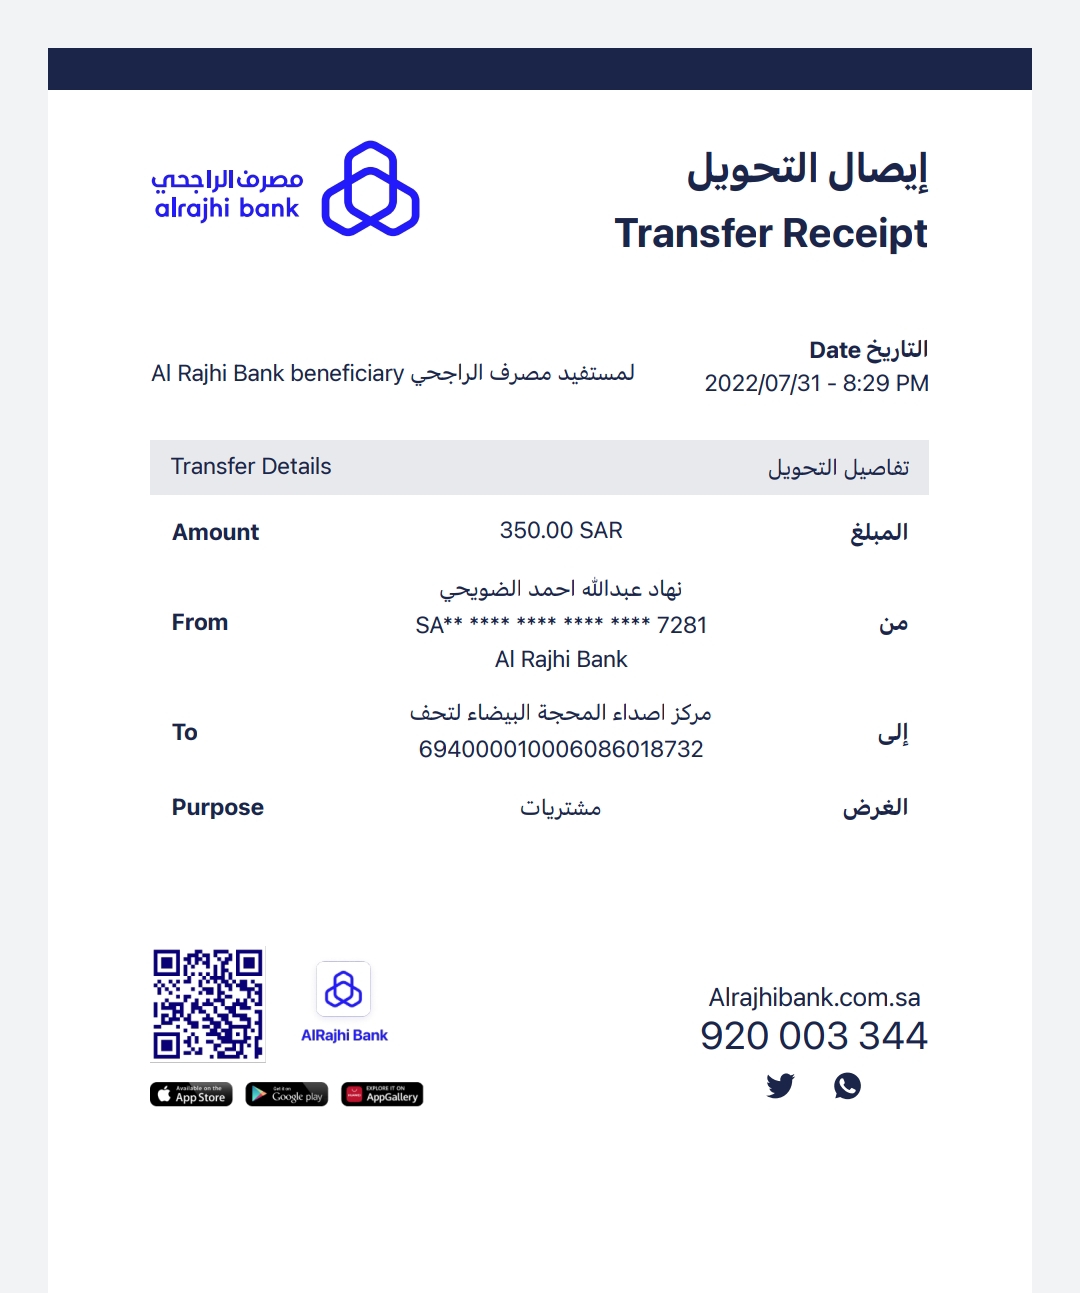 مصرف الراجحي
alrajhi bank
إيصال التحويل
Transfer Receipt
التاريخ Date
2022/07/31 - 8:29 PM
لمستفيد مصرف الراجحي Al Rajhi Bank beneficiary
Transfer Details تفاصيل التحويل
Amount 350.00 SAR المبلغ
نهاد عبدالله احمد الضويحي
From SA** **** **** **** **** 7281 من
Al Rajhi Bank
مركز اصداء المحجة البيضاء لتحف
To إلى
694000010006086018732
Purpose مشتريات الغرض
AlRajhi Bank
Available on the
App Store
Get it on
Google play
EXPLORE IT ON
AppGallery
Alrajhibank.com.sa
920 003 344